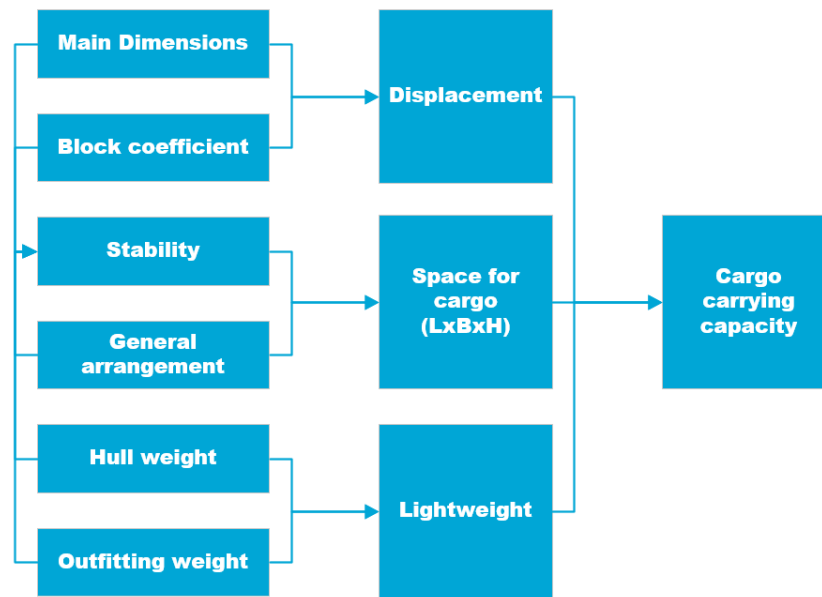 Main Dimensions
Block coefficient
Stability
General
arrangement
Hull weight
Outfitting weight
Displacement
Space for
cargo
(LxBxH)
Lightweight
Cargo
carrying
capacity